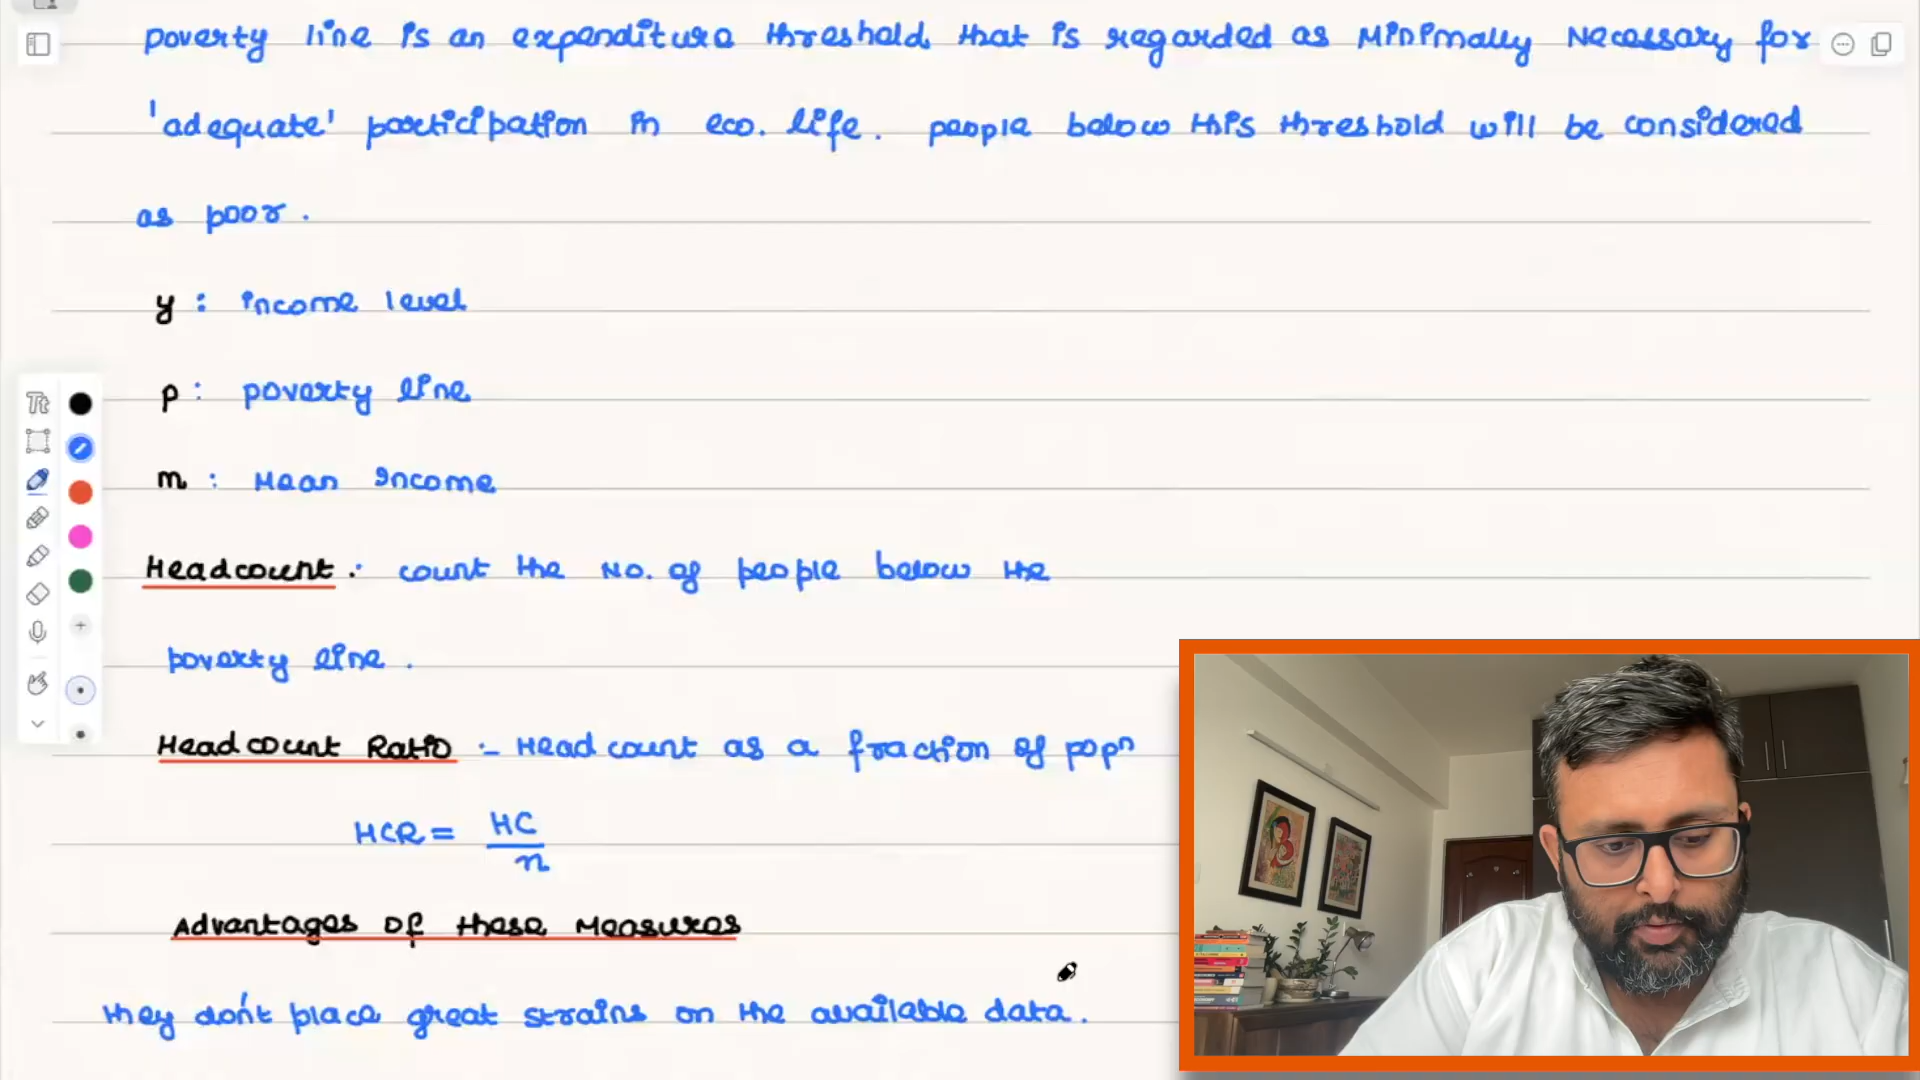 poverty line is an expenditure threshold that is regarded as Minimally Necessary for
'adequate' participation in eco. life. people below this threshold will be considered
as poor.
y : income level
p : poverty line
m : Mean Income
Headcount : count the No. of people below the
poverty line.
Headcount Ratio :- Head count as a fraction of popn
HCR = HC/n
Advantages of these Measures
they don't place great strains on the available data.
Tt